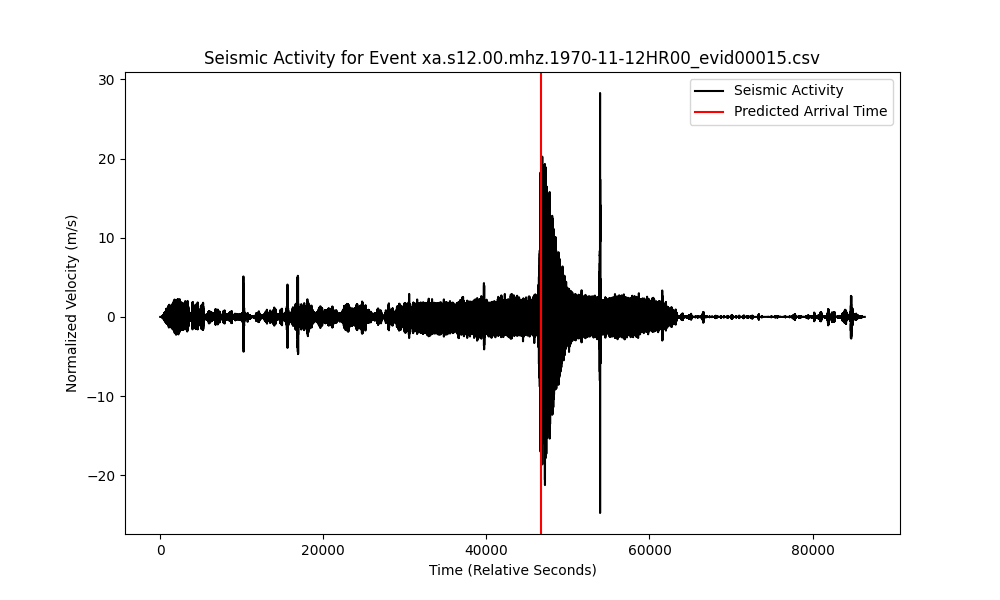 Seismic Activity for Event xa.s12.00.mhz.1970-11-12HR00_evid00015.csv
Seismic Activity
Predicted Arrival Time
Normalized Velocity (m/s)
30
20
10
0
−10
−20
0
20000
40000
60000
80000
Time (Relative Seconds)